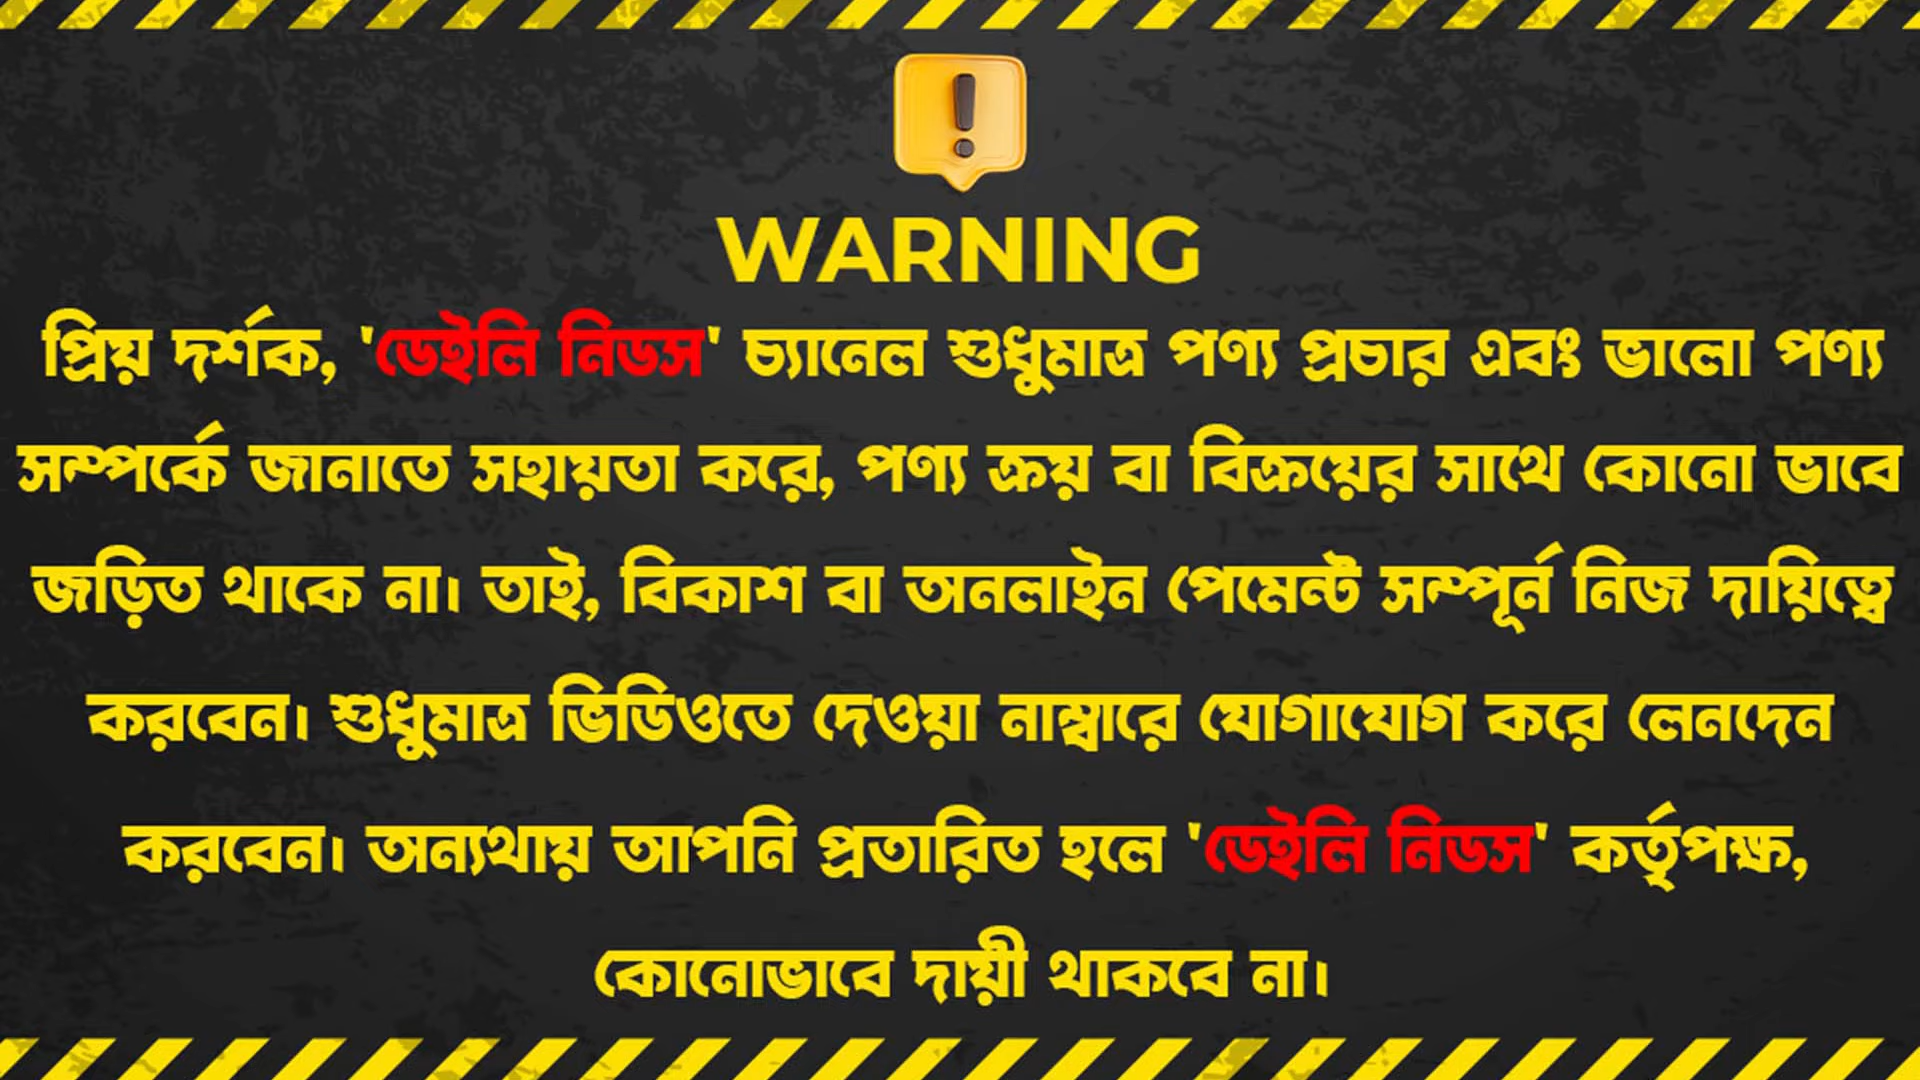 WARNING
প্রিয় দর্শক, 'ডেইলি নিডস' চ্যানেল শুধুমাত্র পণ্য প্রচার এবং ভালো পণ্য
সম্পর্কে জানাতে সহায়তা করে, পণ্য ক্রয় বা বিক্রয়ের সাথে কোনো ভাবে
জড়িত থাকে না। তাই, বিকাশ বা অনলাইন পেমেন্ট সম্পূর্ন নিজ দায়িত্বে
করবেন। শুধুমাত্র ভিডিওতে দেওয়া নাম্বারে যোগাযোগ করে লেনদেন
করবেন। অন্যথায় আপনি প্রতারিত হলে 'ডেইলি নিডস' কর্তৃপক্ষ,
কোনোভাবে দায়ী থাকবে না।